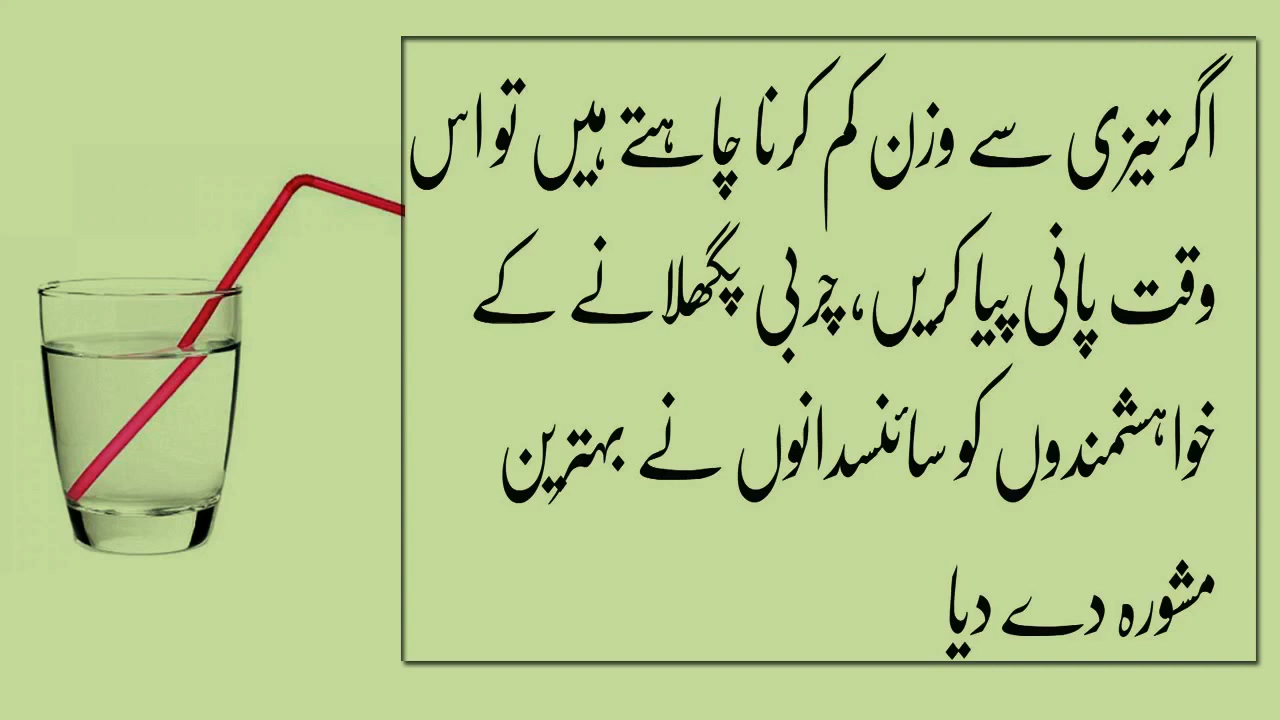 اگر تیزی سے وزن کم کرنا چاہتے ہیں تو اس
وقت پانی پیا کریں، چربی پگھلانے کے
خواہشمندوں کو سائنسدانوں نے بہترین
مشورہ دے دیا